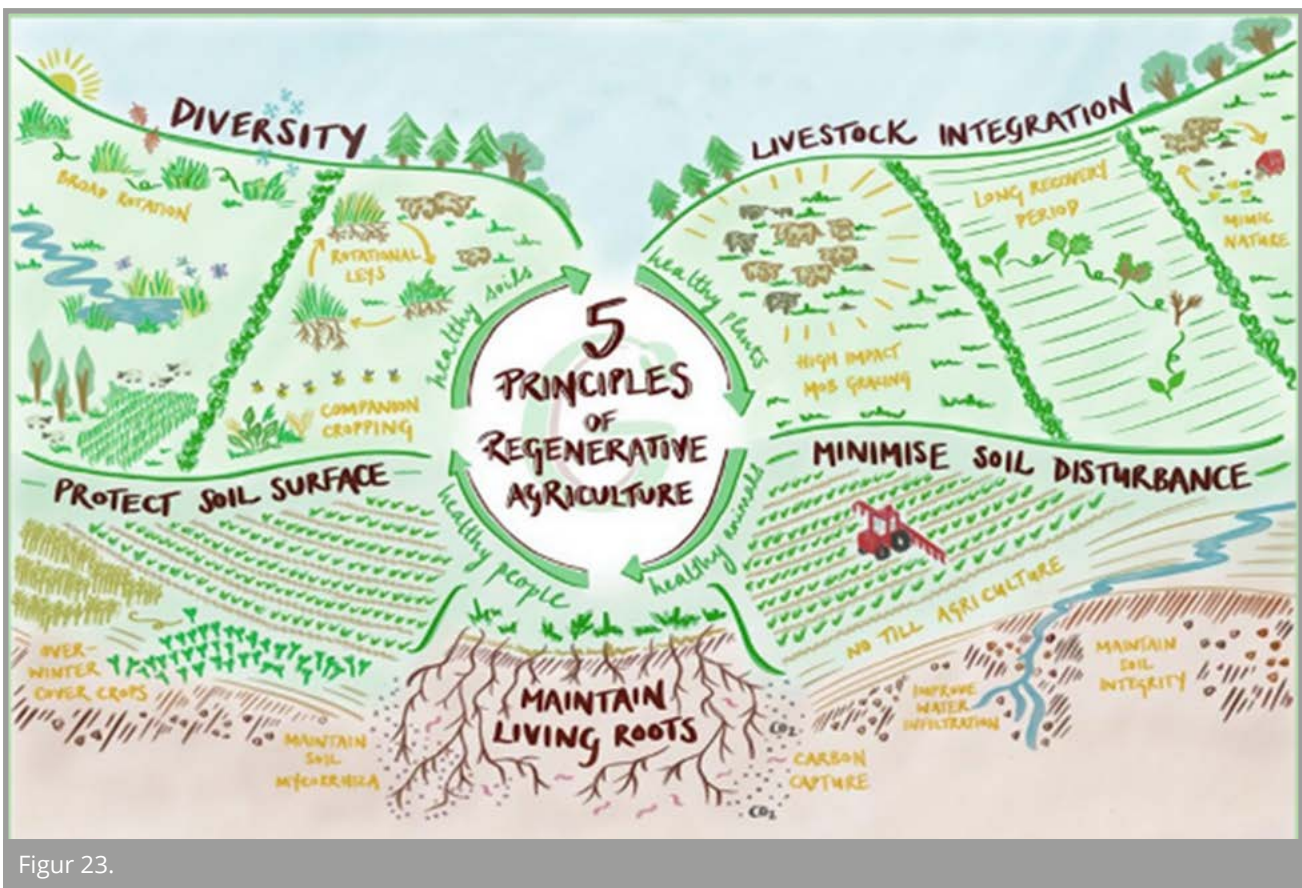 DIVERSITY
BROAD ROTATION
ROTATIONAL
LEYS
COMPANION
CROPPING
LIVESTOCK INTEGRATION
HIGH IMPACT
MOB GRAZING
LONG RECOVERY
PERIOD
MIMIC
NATURE
healthy soils
healthy plants
healthy animals
healthy people
5
PRINCIPLES
OF
REGENERATIVE
AGRICULTURE
PROTECT SOIL SURFACE
OVER-
WINTER
COVER CROPS
MAINTAIN
SOIL
MYCORRHIZA
MAINTAIN
LIVING ROOTS
CO2
CARBON
CAPTURE
CO2
MINIMISE SOIL DISTURBANCE
NO TILL AGRICULTURE
IMPROVE
WATER
INFILTRATION
MAINTAIN
SOIL
INTEGRITY
Figur 23.